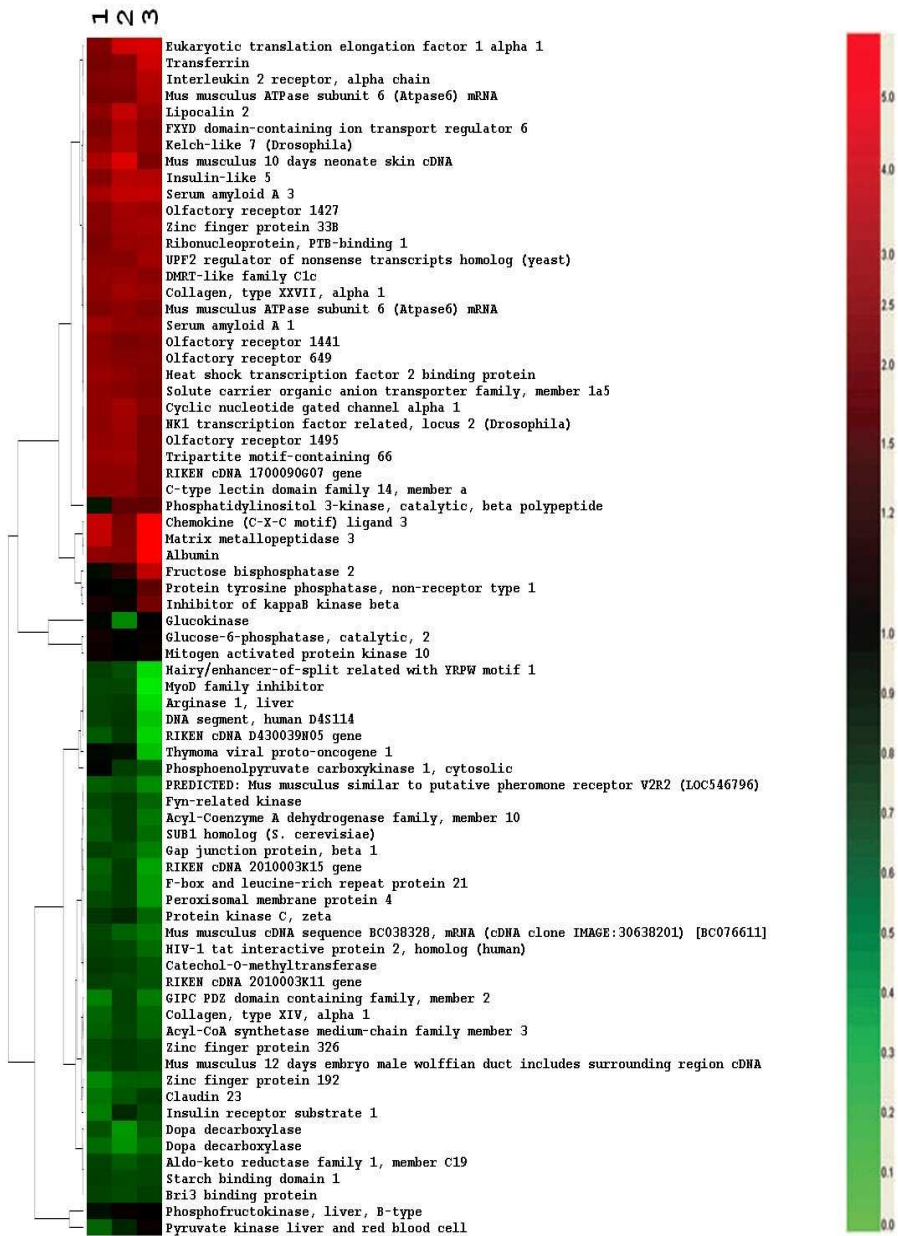 1 2 3
Eukaryotic translation elongation factor 1 alpha 1
Transferrin
Interleukin 2 receptor, alpha chain
Mus musculus ATPase subunit 6 (Atpase6) mRNA
Lipocalin 2
FXYD domain-containing ion transport regulator 6
Kelch-like 7 (Drosophila)
Mus musculus 10 days neonate skin cDNA
Insulin-like 5
Serum amyloid A 3
Olfactory receptor 1427
Zinc finger protein 33B
Ribonucleoprotein, PTB-binding 1
UPF2 regulator of nonsense transcripts homolog (yeast)
DMRT-like family C1c
Collagen, type XXVII, alpha 1
Mus musculus ATPase subunit 6 (Atpase6) mRNA
Serum amyloid A 1
Olfactory receptor 1441
Olfactory receptor 649
Heat shock transcription factor 2 binding protein
Solute carrier organic anion transporter family, member 1a5
Cyclic nucleotide gated channel alpha 1
NK1 transcription factor related, locus 2 (Drosophila)
Olfactory receptor 1495
Tripartite motif-containing 66
RIKEN cDNA 1700090G07 gene
C-type lectin domain family 14, member a
Phosphatidylinositol 3-kinase, catalytic, beta polypeptide
Chemokine (C-X-C motif) ligand 3
Matrix metallopeptidase 3
Albumin
Fructose bisphosphatase 2
Protein tyrosine phosphatase, non-receptor type 1
Inhibitor of kappaB kinase beta
Glucokinase
Glucose-6-phosphatase, catalytic, 2
Mitogen activated protein kinase 10
Hairy/enhancer-of-split related with YRPW motif 1
MyoD family inhibitor
Arginase 1, liver
DNA segment, human D4S114
RIKEN cDNA D430039N05 gene
Thymoma viral proto-oncogene 1
Phosphoenolpyruvate carboxykinase 1, cytosolic
PREDICTED: Mus musculus similar to putative pheromone receptor V2R2 (LOC546796)
Fyn-related kinase
Acyl-Coenzyme A dehydrogenase family, member 10
SUB1 homolog (S. cerevisiae)
Gap junction protein, beta 1
RIKEN cDNA 2010003K15 gene
F-box and leucine-rich repeat protein 21
Peroxisomal membrane protein 4
Protein kinase C, zeta
Mus musculus cDNA sequence BC038328, mRNA (cDNA clone IMAGE:30638201) [BC076611]
HIV-1 tat interactive protein 2, homolog (human)
Catechol-O-methyltransferase
RIKEN cDNA 2010003K11 gene
GIPC PDZ domain containing family, member 2
Collagen, type XIV, alpha 1
Acyl-CoA synthetase medium-chain family member 3
Zinc finger protein 326
Mus musculus 12 days embryo male wolffian duct includes surrounding region cDNA
Zinc finger protein 192
Claudin 23
Insulin receptor substrate 1
Dopa decarboxylase
Dopa decarboxylase
Aldo-keto reductase family 1, member C19
Starch binding domain 1
Bri3 binding protein
Phosphofructokinase, liver, B-type
Pyruvate kinase liver and red blood cell
5.0
4.0
3.0
2.5
2.0
1.5
1.2
1.0
0.9
0.8
0.7
0.6
0.5
0.4
0.3
0.2
0.1
0.0